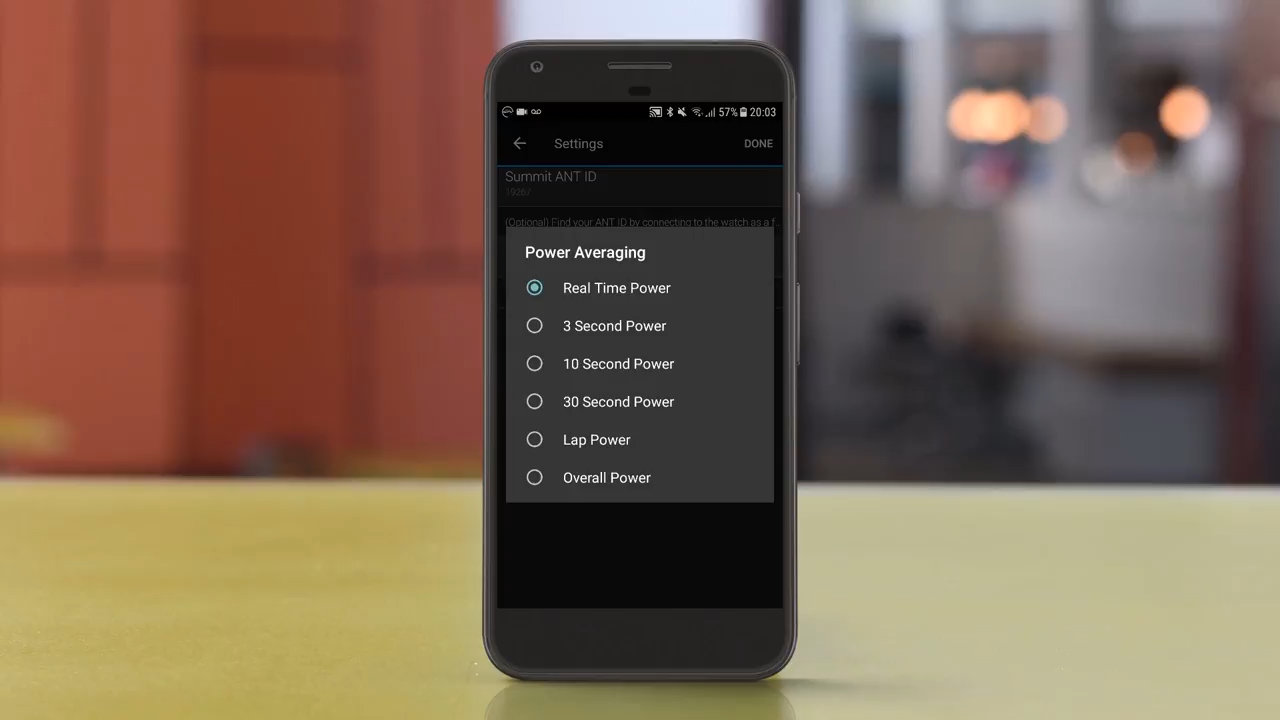 57% 20:03
Settings
DONE
Summit ANT ID
19267
(Optional) Find your ANT ID by connecting to the watch as a f
Power Averaging
Real Time Power
3 Second Power
10 Second Power
30 Second Power
Lap Power
Overall Power